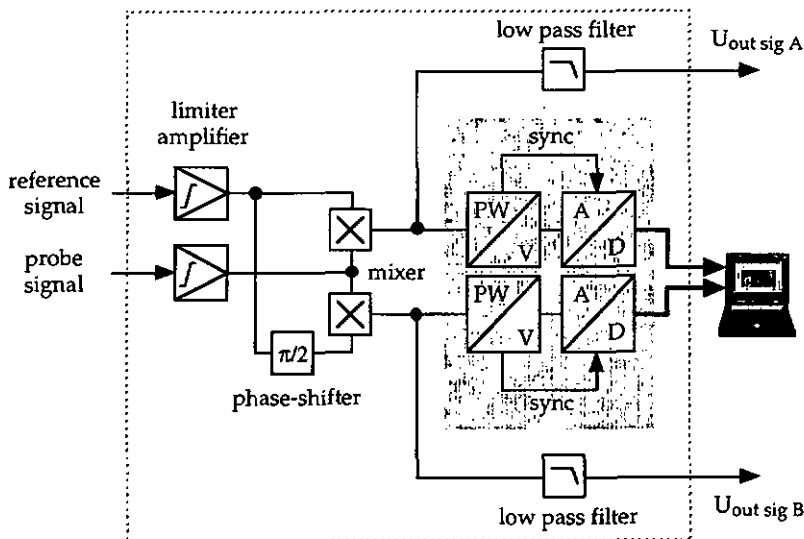 low pass filter
U_out sig A
limiter
amplifier
sync
reference
signal
PW
V
A
D
probe
signal
mixer
PW
V
A
D
π/2
phase-shifter
sync
low pass filter
U_out sig B